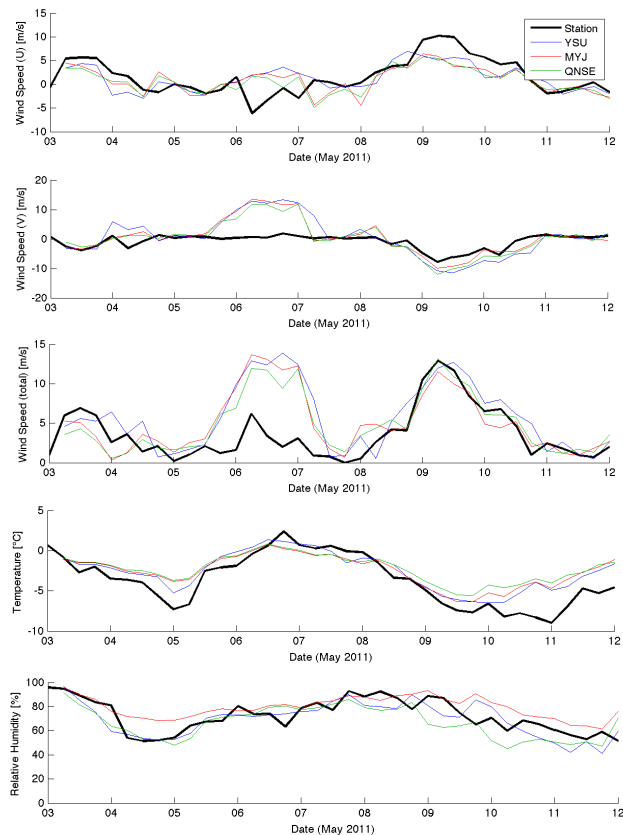 Station
YSU
MYJ
QNSE
Wind Speed (U) [m/s]
15
10
5
0
-5
-10
03 04 05 06 07 08 09 10 11 12
Date (May 2011)
Wind Speed (V) [m/s]
20
10
0
-10
-20
03 04 05 06 07 08 09 10 11 12
Date (May 2011)
Wind Speed (total) [m/s]
15
10
5
0
03 04 05 06 07 08 09 10 11 12
Date (May 2011)
Temperature [°C]
5
0
-5
-10
03 04 05 06 07 08 09 10 11 12
Date (May 2011)
Relative Humidity [%]
100
80
60
40
20
0
03 04 05 06 07 08 09 10 11 12
Date (May 2011)